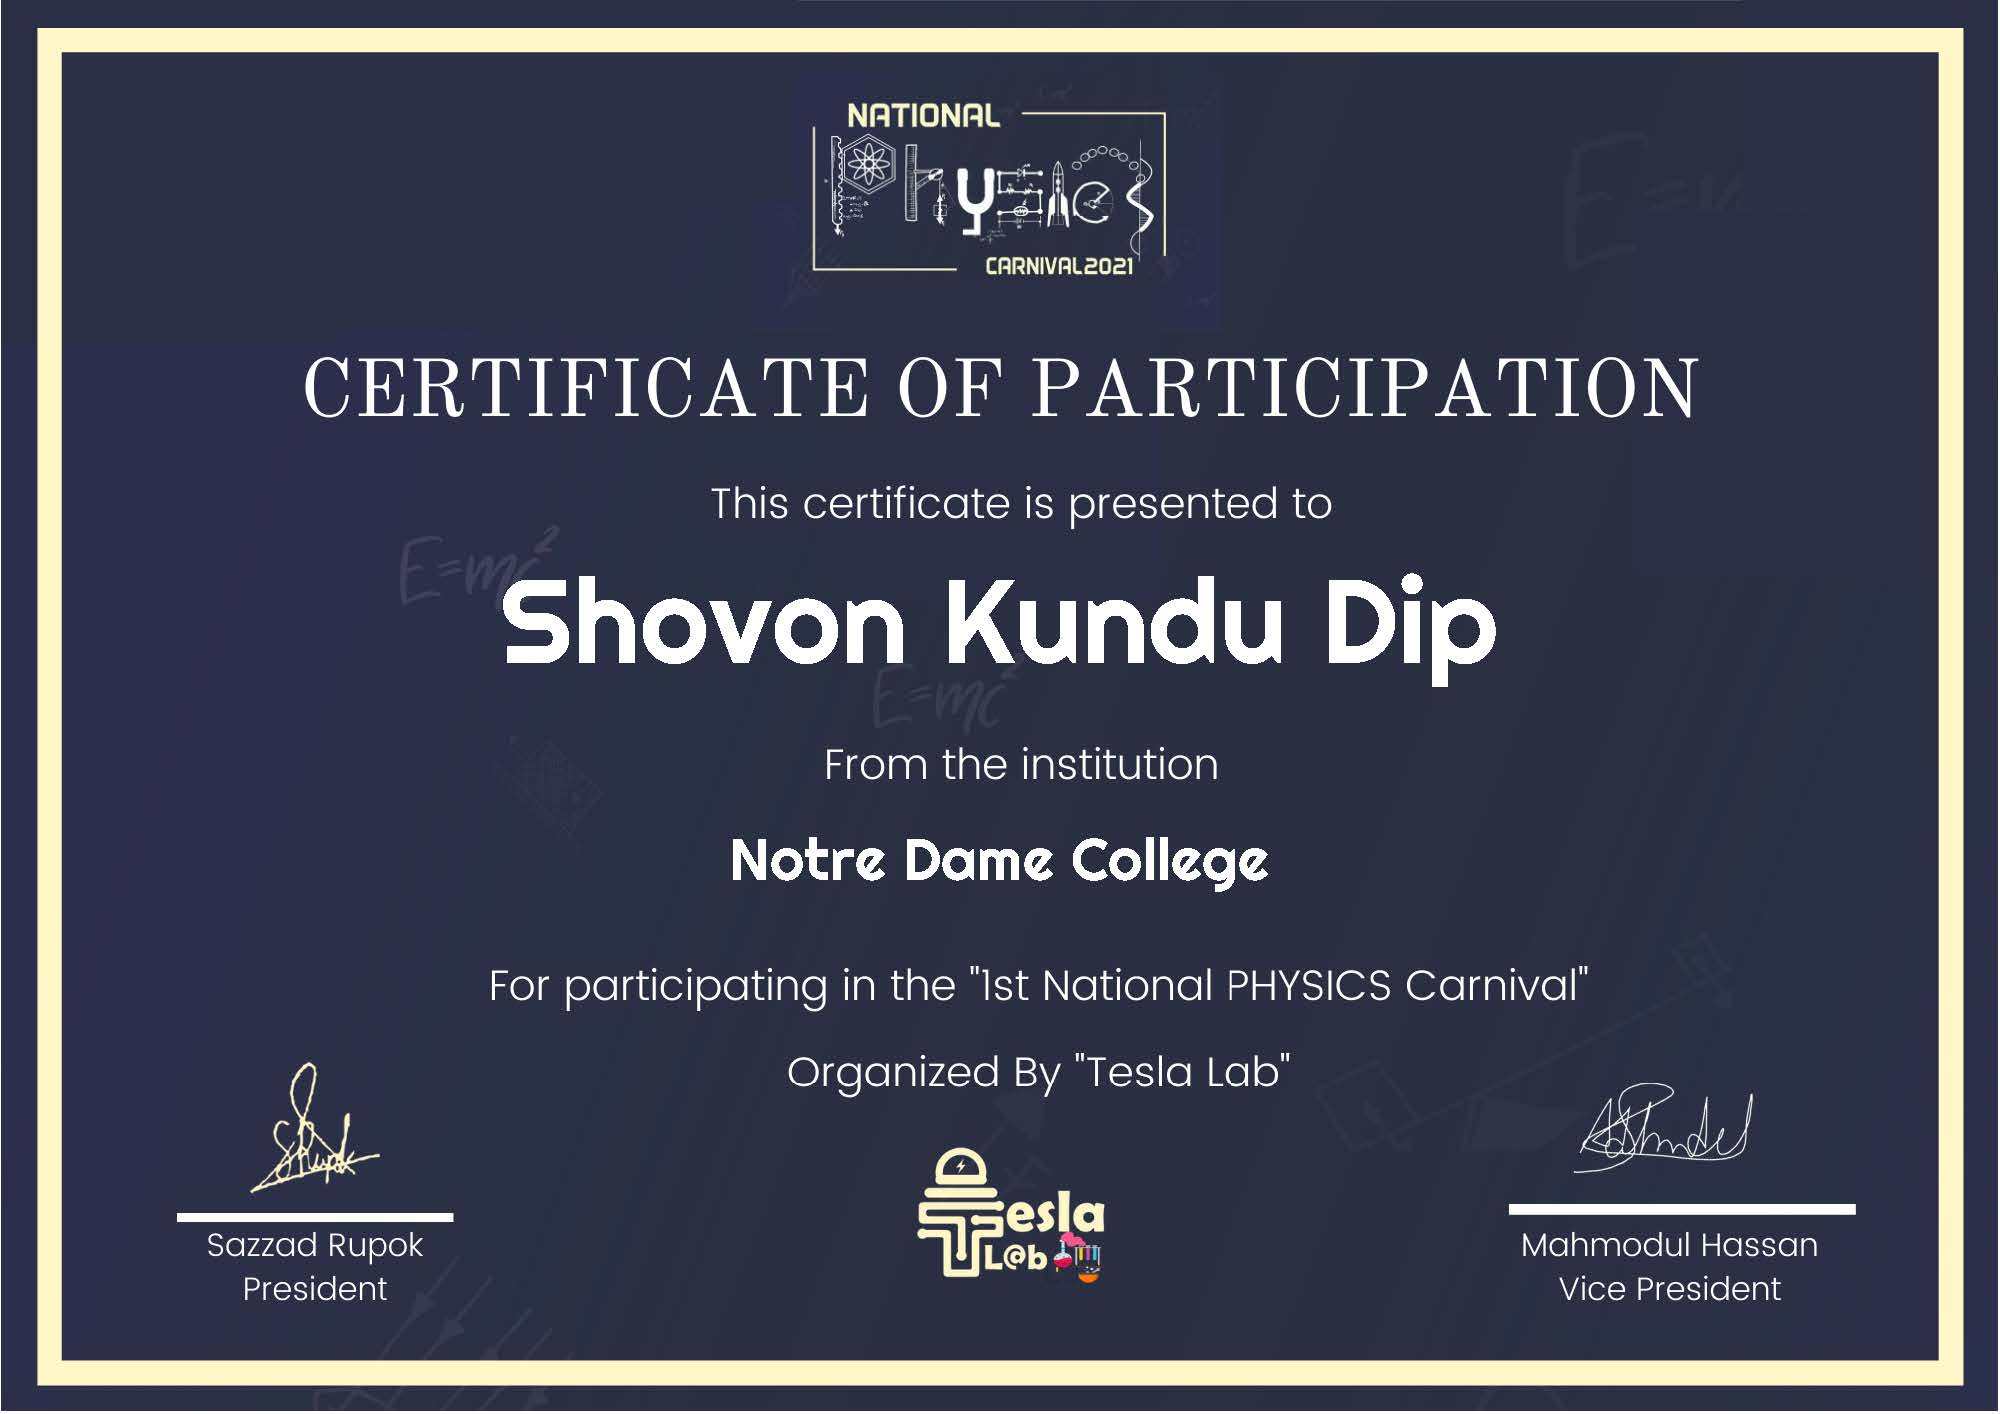 NATIONAL
Physics
CARNIVAL2021
CERTIFICATE OF PARTICIPATION
This certificate is presented to
E=mc²
Shovon Kundu Dip
E=mc²
From the institution
Notre Dame College
For participating in the "1st National PHYSICS Carnival"
Organized By "Tesla Lab"
Tesla
L@b
Sazzad Rupok
President
Mahmodul Hassan
Vice President